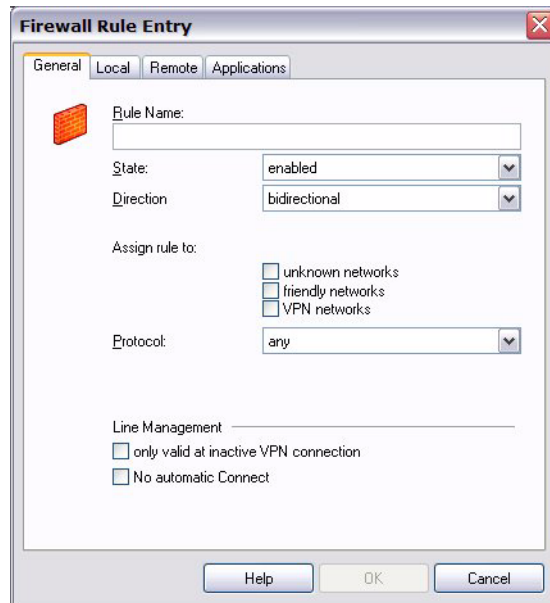 Firewall Rule Entry
General Local Remote Applications
Rule Name:
State: enabled
Direction bidirectional
Assign rule to:
unknown networks
friendly networks
VPN networks
Protocol: any
Line Management
only valid at inactive VPN connection
No automatic Connect
Help OK Cancel